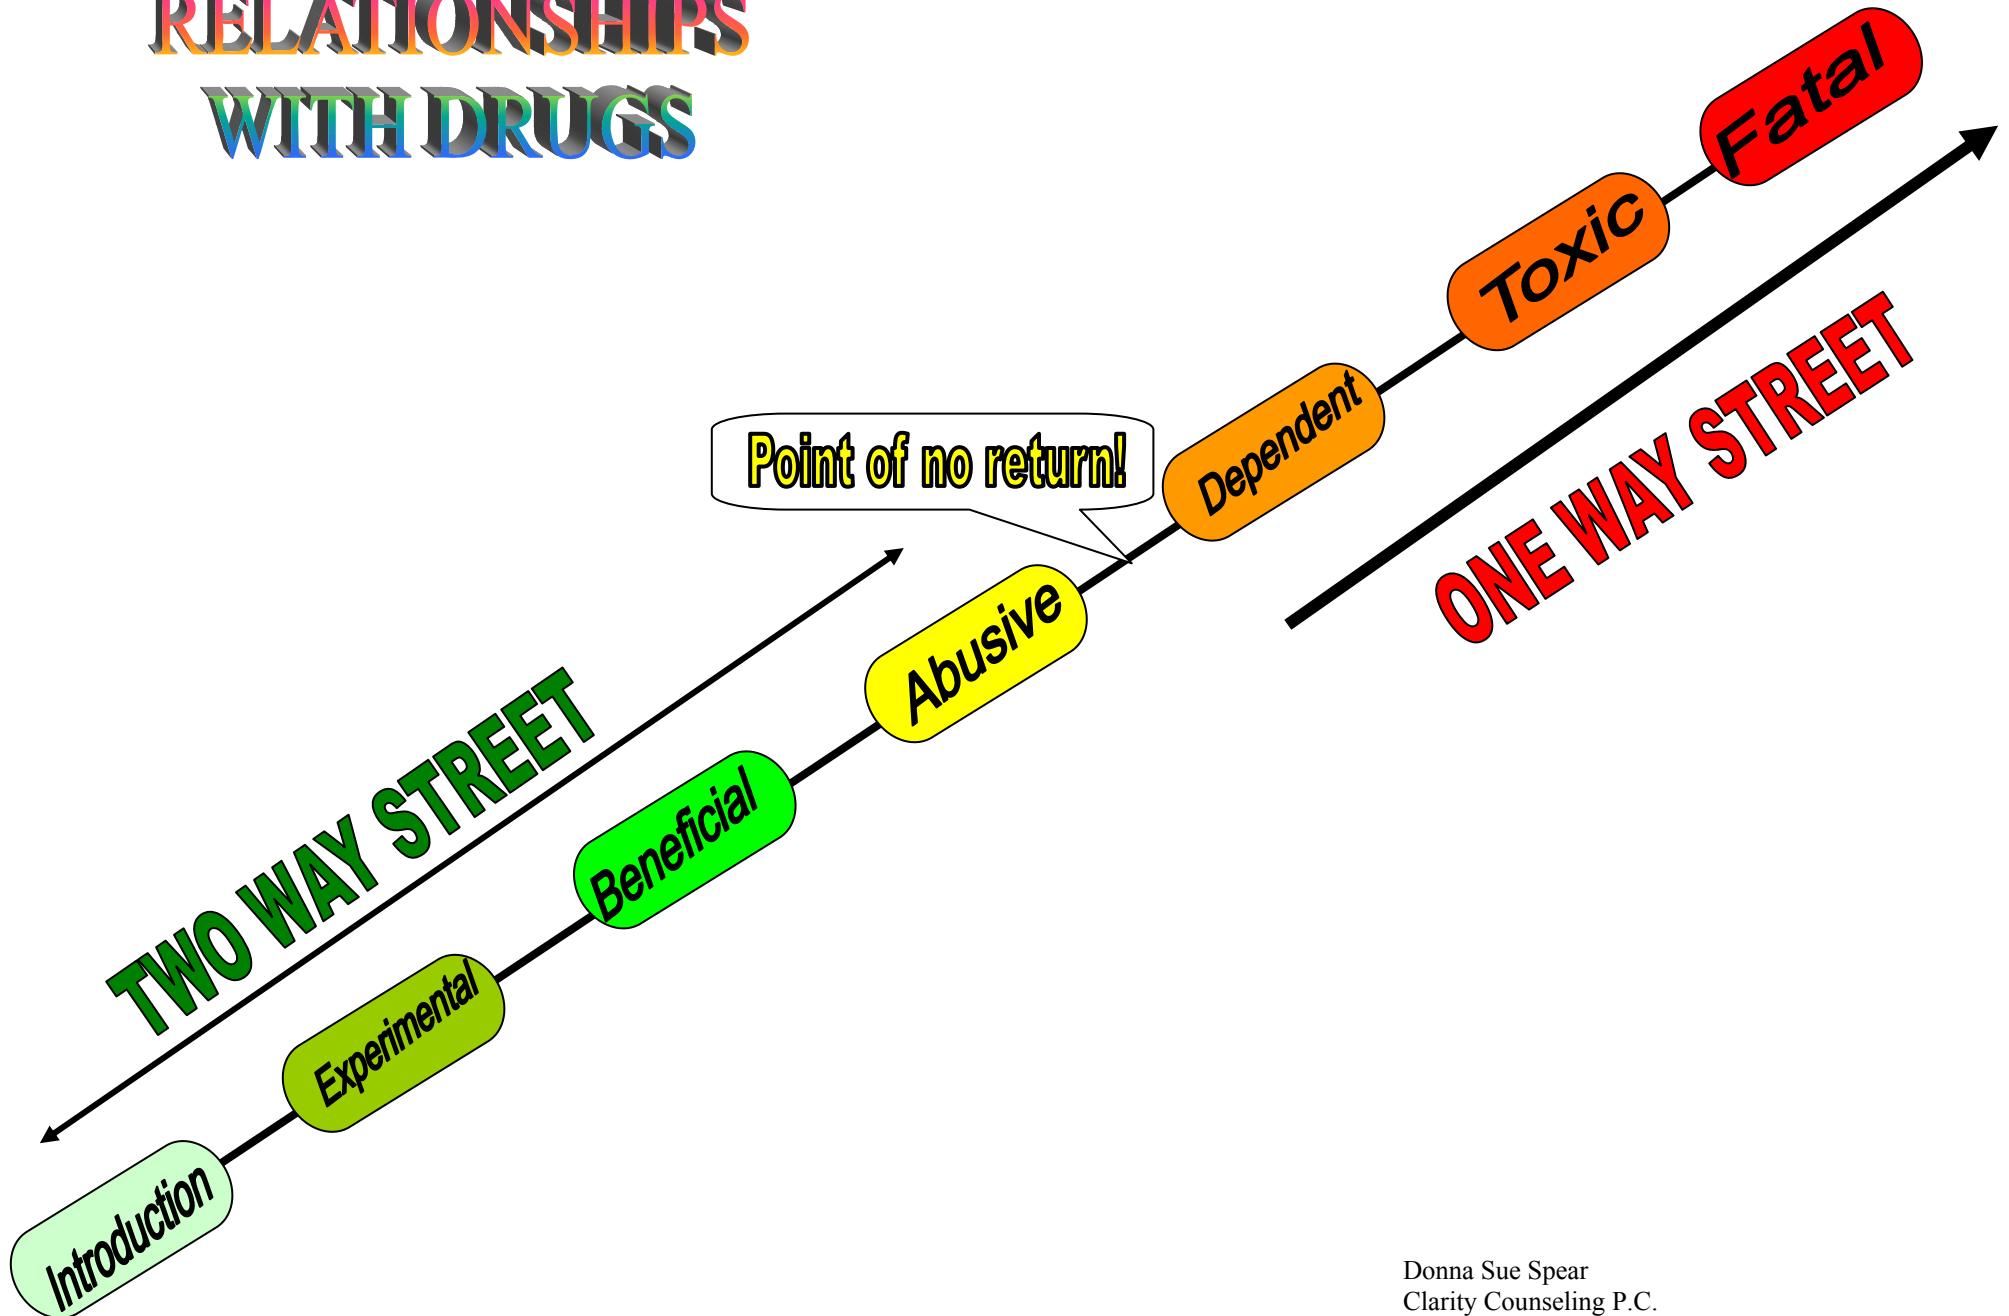 RELATIONSHIPS
WITH DRUGS
Fatal
Toxic
Dependent
ONE WAY STREET
Point of no return!
Abusive
TWO WAY STREET
Beneficial
Experimental
Introduction
Donna Sue Spear
Clarity Counseling P.C.